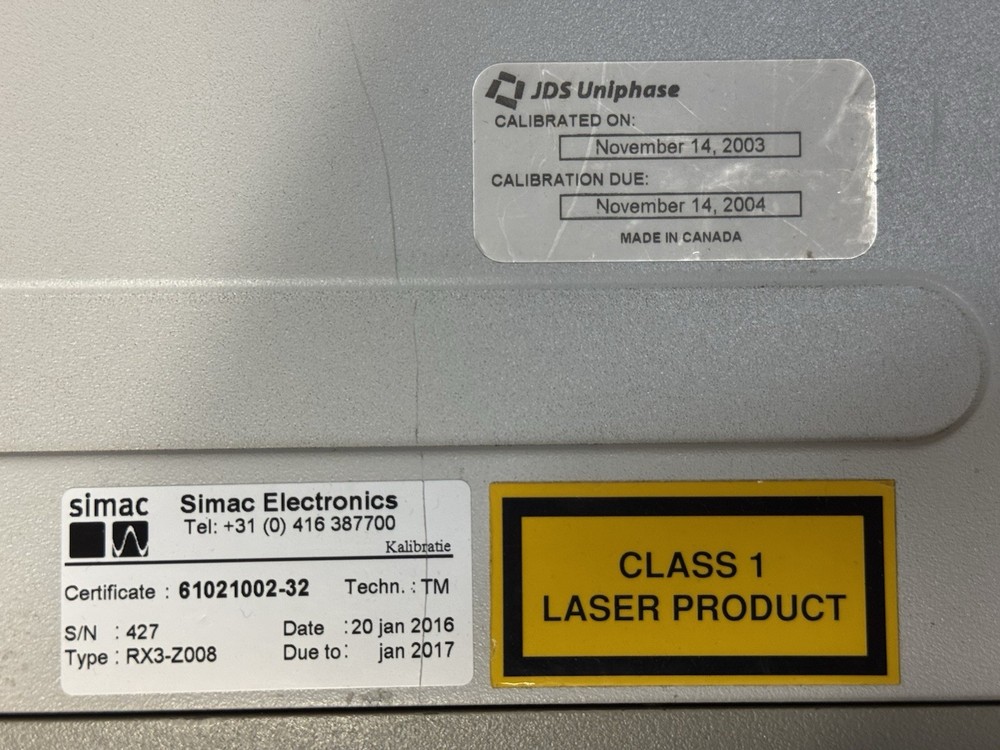 JDS Uniphase
CALIBRATED ON:
November 14, 2003
CALIBRATION DUE:
November 14, 2004
MADE IN CANADA
simac
Simac Electronics
Tel: +31 (0) 416 387700
Kalibratie
Certificate : 61021002-32 Techn. : TM
S/N : 427 Date : 20 jan 2016
Type : RX3-Z008 Due to : jan 2017
CLASS 1
LASER PRODUCT